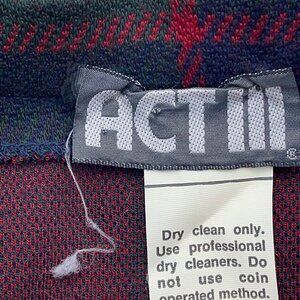 ACT III
Dry clean only.
Use professional
dry cleaners. Do
not use coin
operated method.